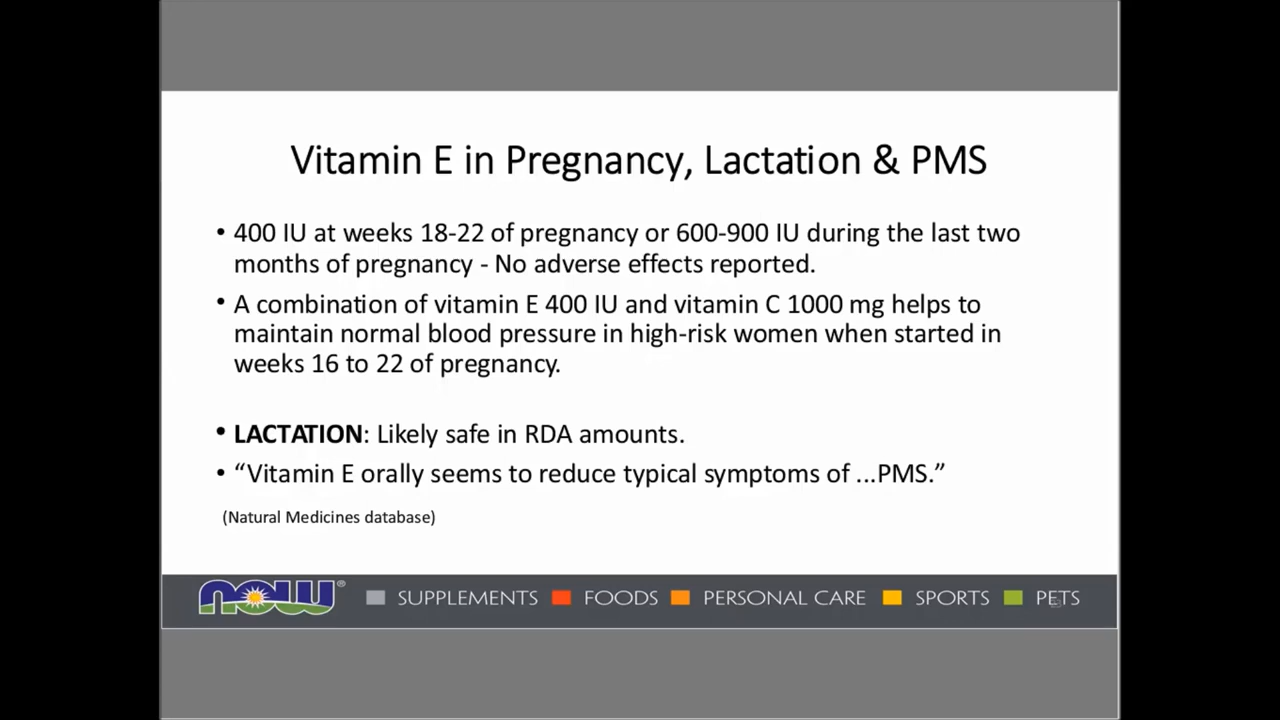 Vitamin E in Pregnancy, Lactation & PMS
• 400 IU at weeks 18-22 of pregnancy or 600-900 IU during the last two
months of pregnancy - No adverse effects reported.
• A combination of vitamin E 400 IU and vitamin C 1000 mg helps to
maintain normal blood pressure in high-risk women when started in
weeks 16 to 22 of pregnancy.
• LACTATION: Likely safe in RDA amounts.
• “Vitamin E orally seems to reduce typical symptoms of ...PMS.”
(Natural Medicines database)
now® SUPPLEMENTS FOODS PERSONAL CARE SPORTS PETS